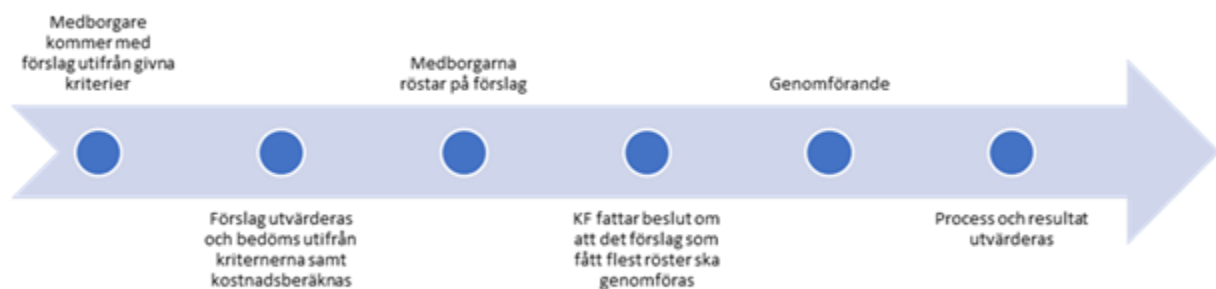 Medborgare
kommer med
förslag utifrån givna
kriterier
Förslag utvärderas
och bedöms utifrån
kriternerna samt
kostnadsberäknas
Medborgarna
röstar på förslag
KF fattar beslut om
att det förslag som
fått flest röster ska
genomföras
Genomförande
Process och resultat
utvärderas